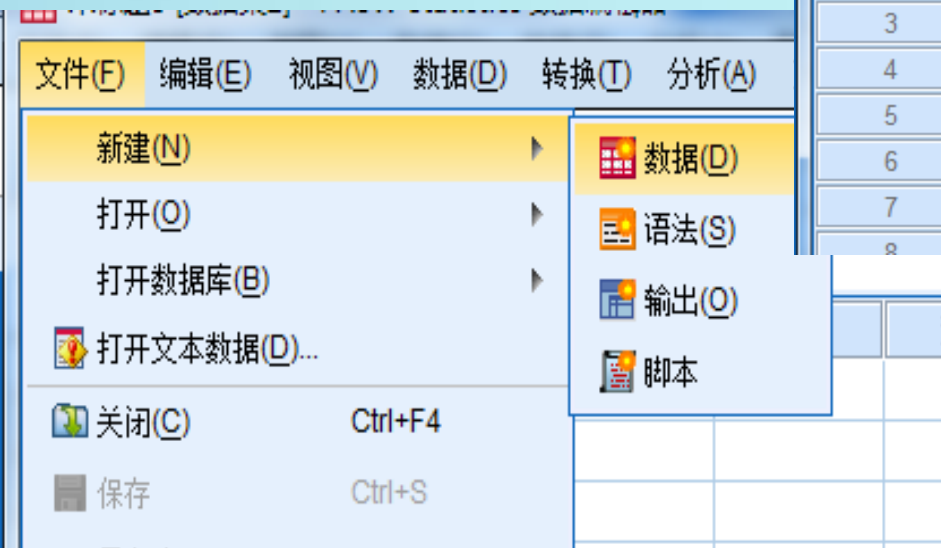 文件(F) 编辑(E) 视图(V) 数据(D) 转换(T) 分析(A)
新建(N)
打开(O)
打开数据库(B)
打开文本数据(D)...
关闭(C) Ctrl+F4
保存 Ctrl+S
数据(D)
语法(S)
输出(O)
脚本
3
4
5
6
7
8